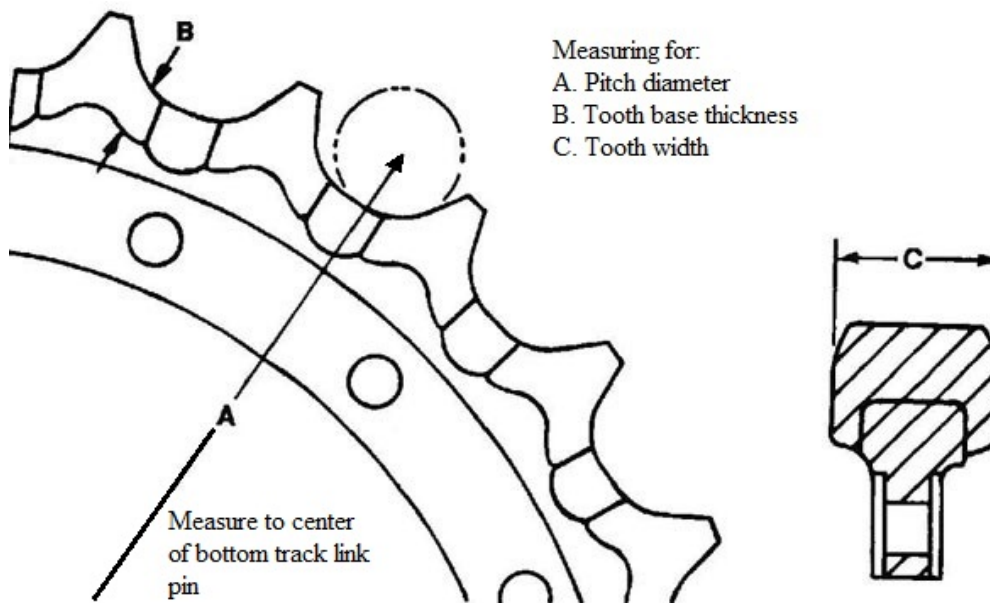 B
Measuring for:
A. Pitch diameter
B. Tooth base thickness
C. Tooth width
C
A
Measure to center
of bottom track link
pin